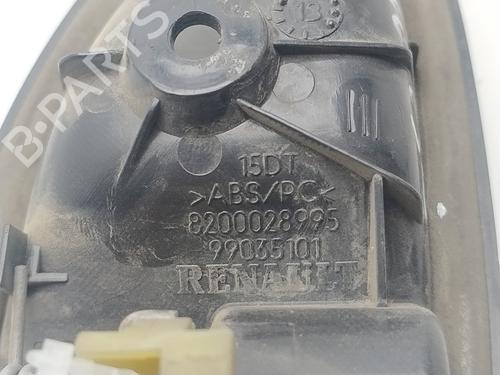 13
15DT
>ABS/PC<
8200028995
99035101
RENAULT
B-PARTS